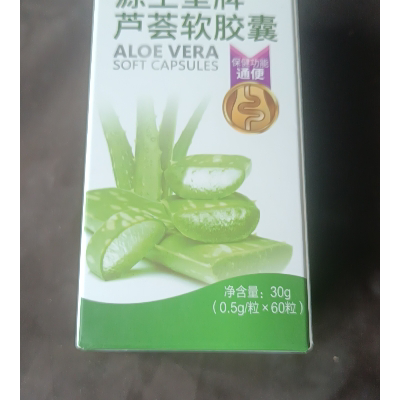 芦荟软胶囊
ALOE VERA
SOFT CAPSULES
保健功能
通便
净含量：30g
（0.5g/粒×60粒）